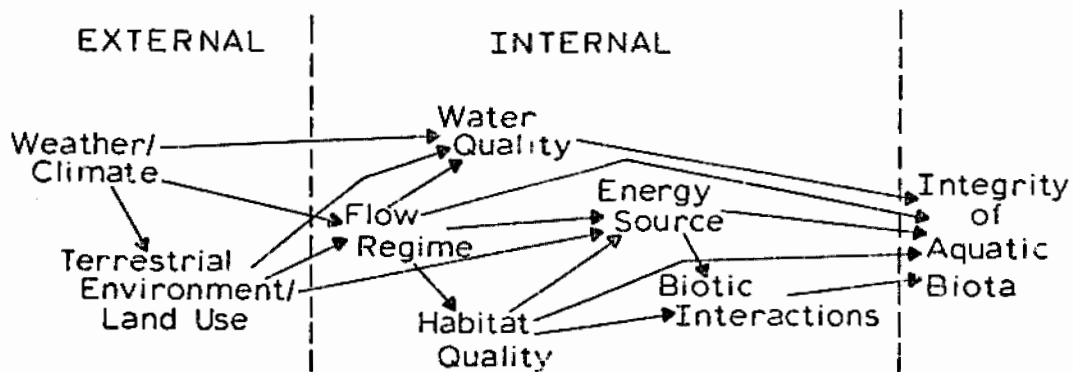 EXTERNAL
INTERNAL
Weather/
Climate
Terrestrial
Environment/
Land Use
Water
Quality
Flow
Regime
Habitat
Quality
Energy
Source
Biotic
Interactions
Integrity
of
Aquatic
Biota